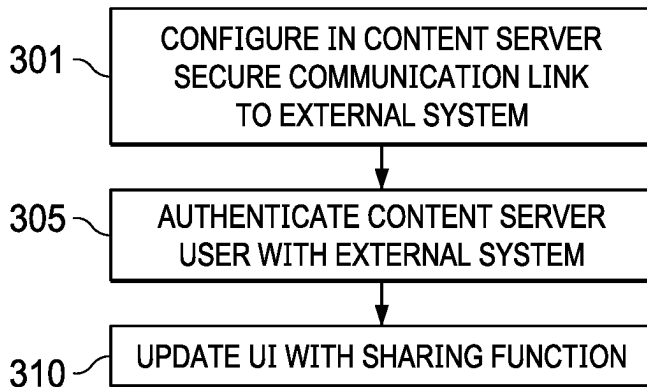 301
CONFIGURE IN CONTENT SERVER
SECURE COMMUNICATION LINK
TO EXTERNAL SYSTEM
305
AUTHENTICATE CONTENT SERVER
USER WITH EXTERNAL SYSTEM
310
UPDATE UI WITH SHARING FUNCTION